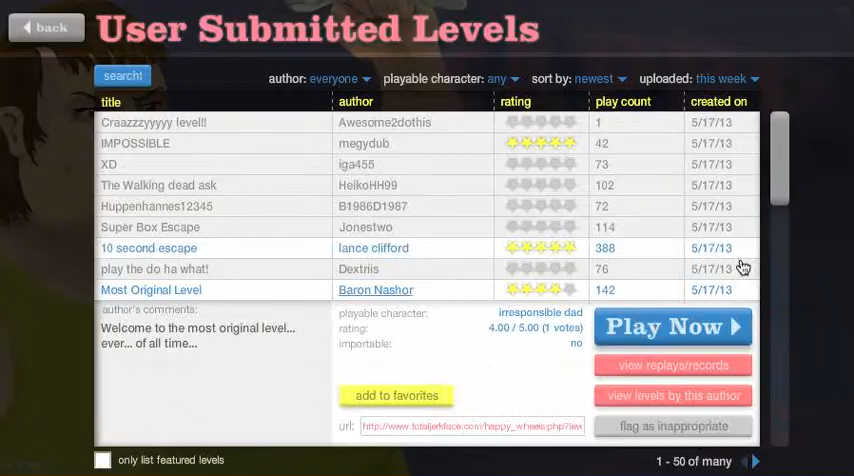 back
User Submitted Levels
search!
author: everyone playable character: any sort by: newest uploaded: this week
title author rating play count created on
Craazzzyyyyy level!! Awesome2dothis 1 5/17/13
IMPOSSIBLE megydub 42 5/17/13
XD iga455 73 5/17/13
The Walking dead ask HeikoHH99 102 5/17/13
Huppenhannes12345 B1986D1987 72 5/17/13
Super Box Escape Jonestwo 114 5/17/13
10 second escape lance clifford 388 5/17/13
play the do ha what! Dextriis 76 5/17/13
Most Original Level Baron Nashor 142 5/17/13
author's comments:
Welcome to the most original level...
ever... of all time...
playable character: irresponsible dad
rating: 4.00 / 5.00 (1 votes)
importable: no
add to favorites
url: http://www.totaljerkface.com/happy_wheels.php?leve
Play Now
view replays/records
view levels by this author
flag as inappropriate
only list featured levels
1 - 50 of many